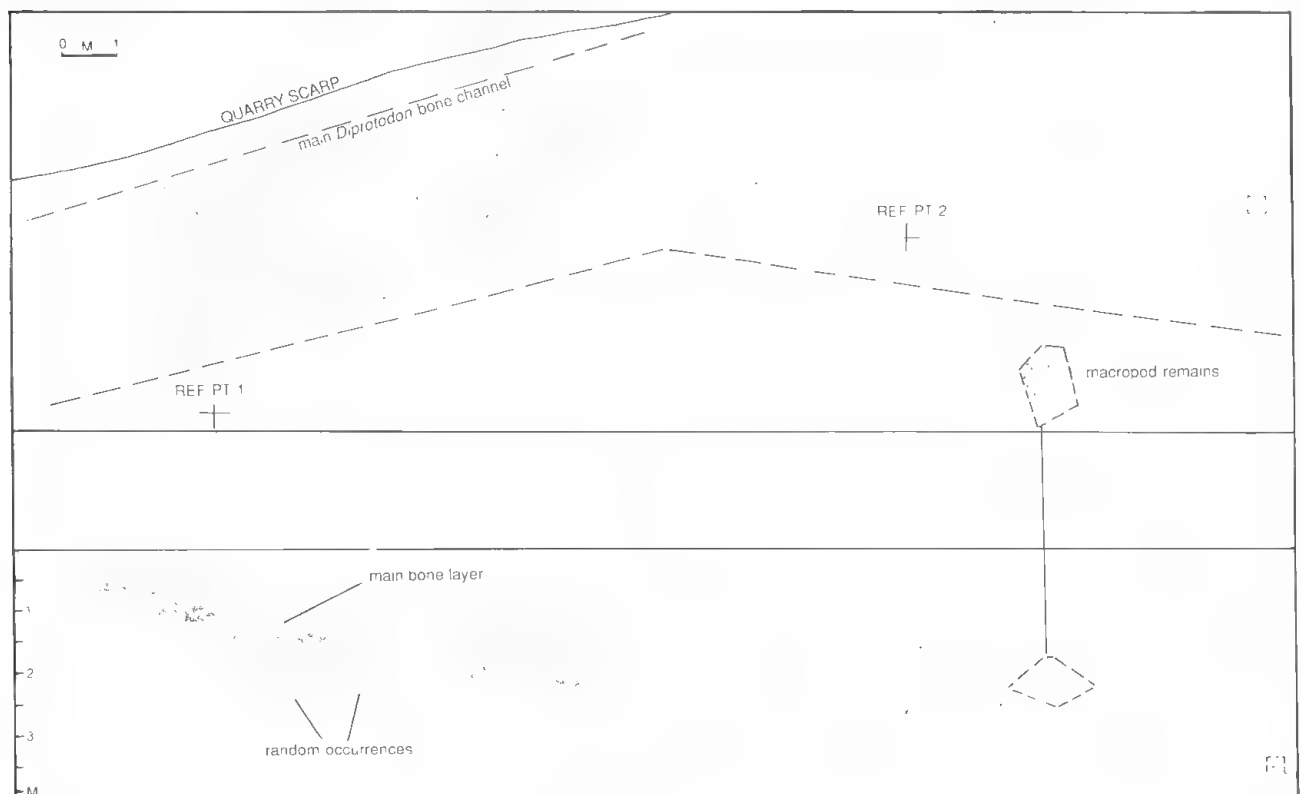 0 M 1
QUARRY SCARP
main Diprotodon bone channel
REF PT 2
macropod remains
REF PT 1
main bone layer
1
2
random occurrences
3
M